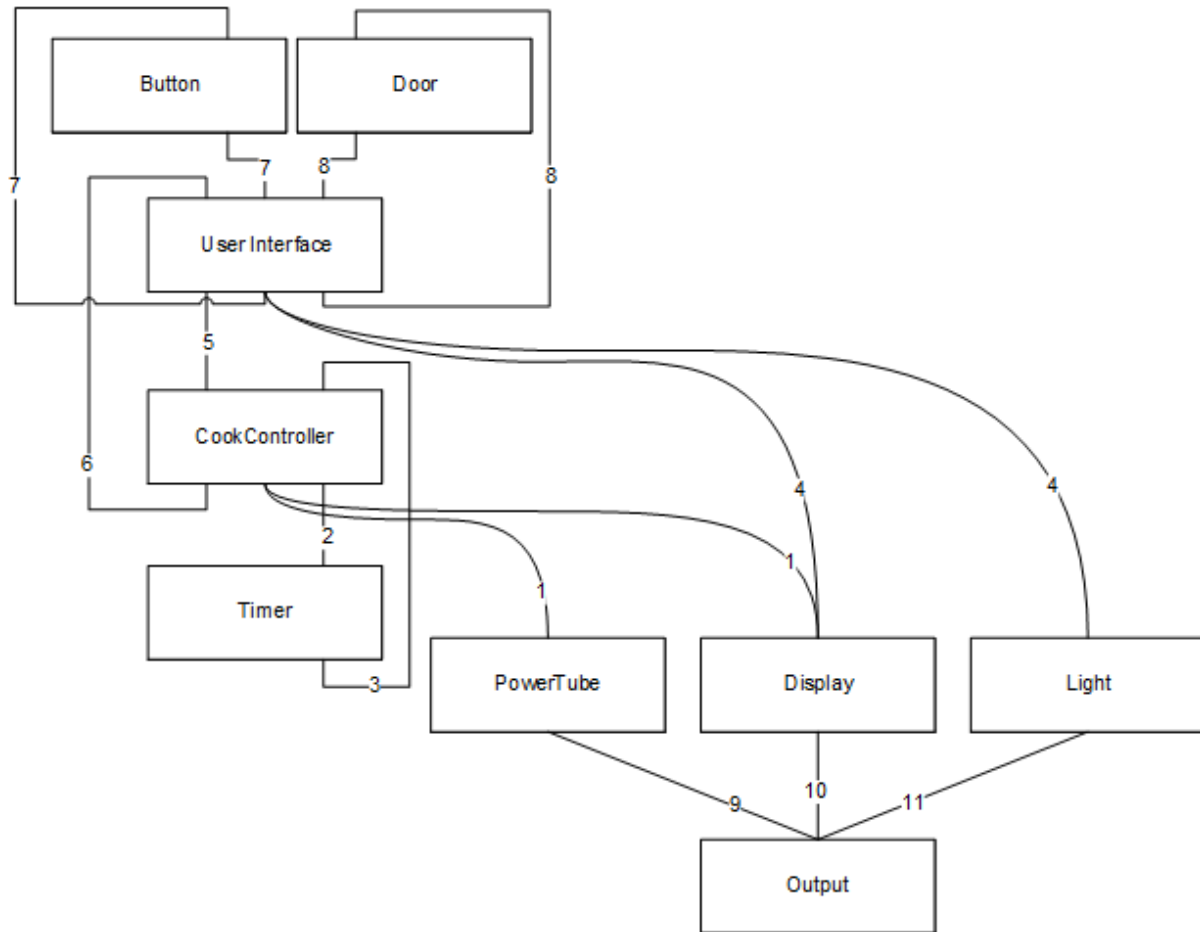 Button
Door
7
8
7
8
User Interface
5
CookController
6
4
4
2
1
1
Timer
3
PowerTube
Display
Light
9
10
11
Output